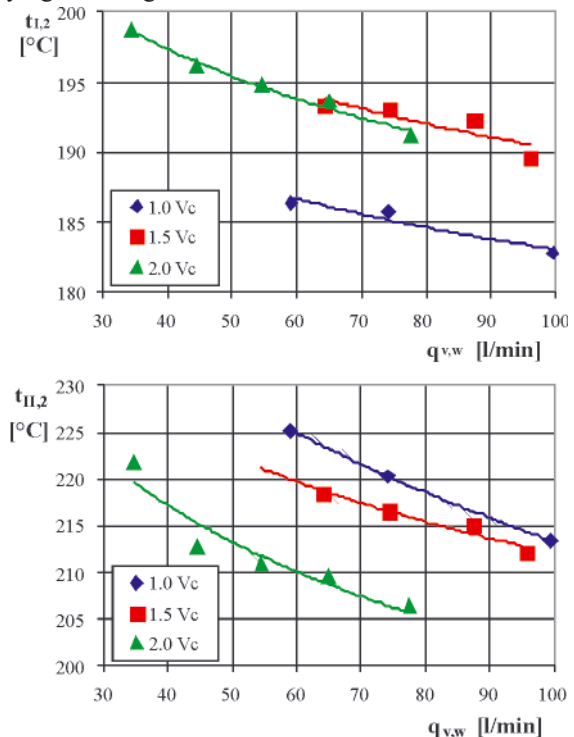 t_I,2
[°C]
200
195
190
185
180
1.0 Vc
1.5 Vc
2.0 Vc
30 40 50 60 70 80 90 100
q_v,w [l/min]
t_II,2
[°C]
230
225
220
215
210
205
200
1.0 Vc
1.5 Vc
2.0 Vc
30 40 50 60 70 80 90 100
q_v,w [l/min]